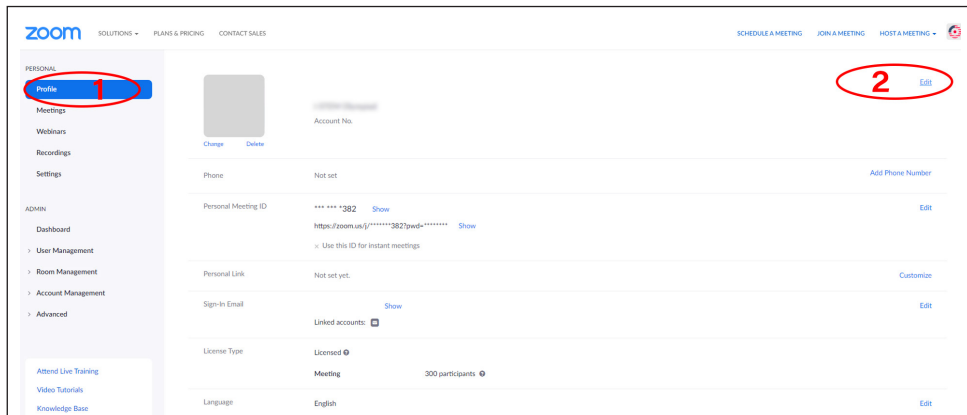 zoom SOLUTIONS PLANS & PRICING CONTACT SALES SCHEDULE A MEETING JOIN A MEETING HOST A MEETING
PERSONAL
Profile 1
Meetings
Webinars
Recordings
Settings
ADMIN
Dashboard
> User Management
> Room Management
> Account Management
> Advanced
Attend Live Training
Video Tutorials
Knowledge Base
2 Edit
Account No.
Change Delete
Phone Not set Add Phone Number
Personal Meeting ID *** *** *382 Show Edit
https://zoom.us/j/*******382?pwd=******** Show
× Use this ID for instant meetings
Personal Link Not set yet. Customize
Sign-In Email Show Edit
Linked accounts:
License Type Licensed
Meeting 300 participants
Language English Edit